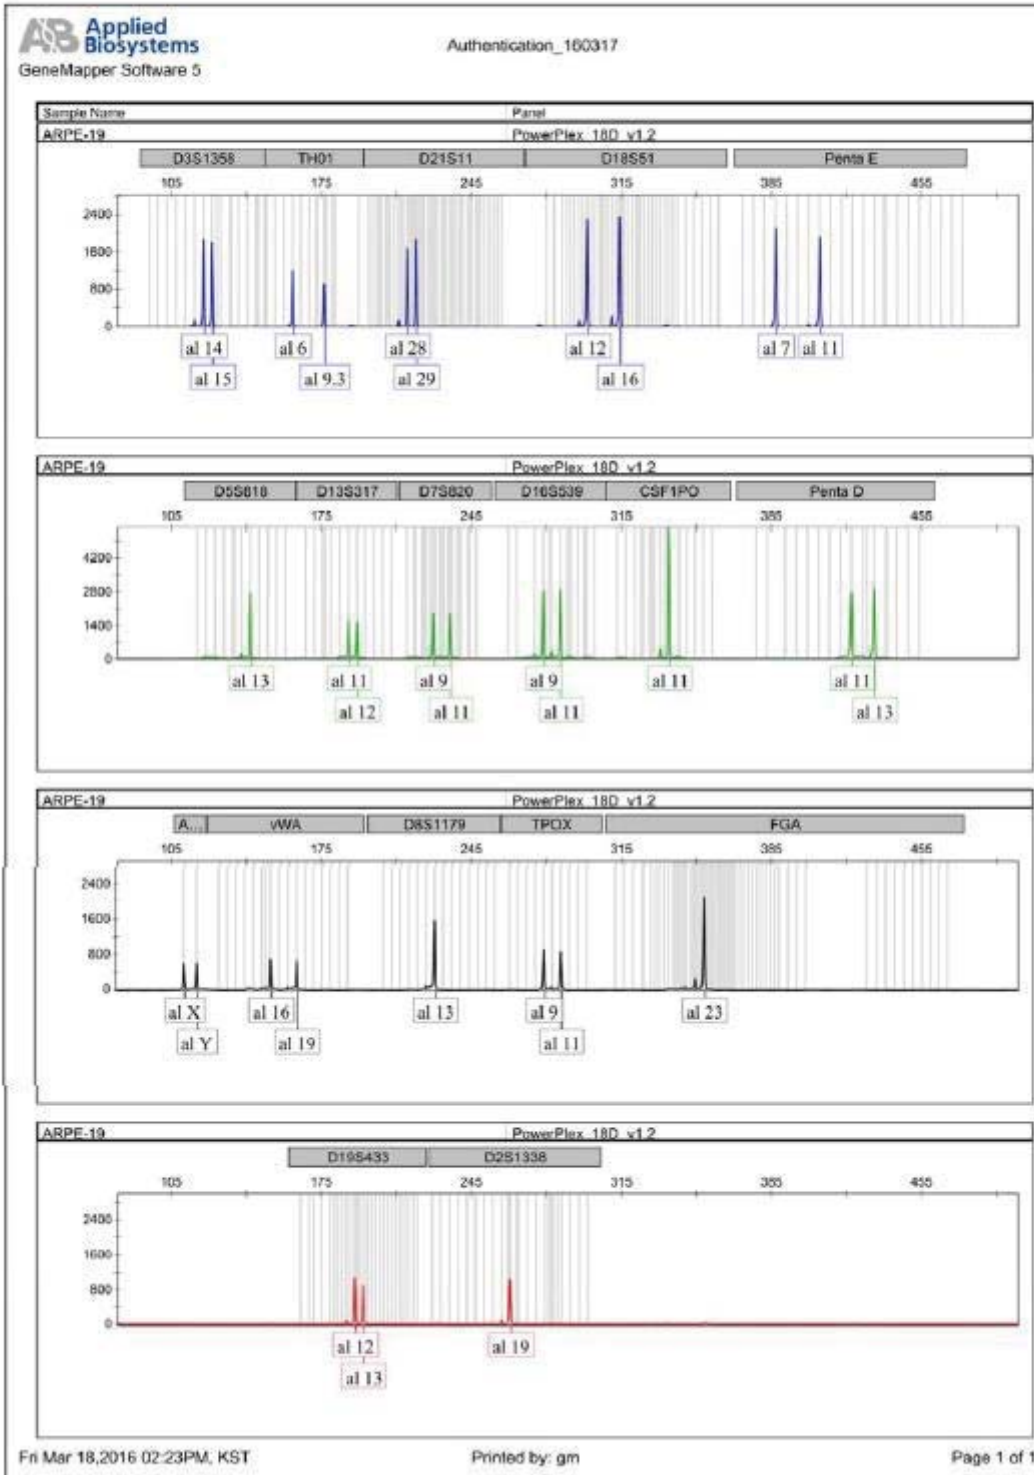 AB Applied
Biosystems
GeneMapper Software 5
Authentication_160317
Sample Name Panel
ARPE-19 PowerPlex_18D_v1.2
D3S1358 TH01 D21S11 D18S51 Penta E
105 175 245 315 385 455
2400
1600
800
0
al 14 al 6 al 28 al 12 al 7 al 11
al 15 al 9.3 al 29 al 16
ARPE-19 PowerPlex_18D_v1.2
D5S818 D13S317 D7S820 D16S539 CSF1PO Penta D
105 175 245 315 385 455
4200
2800
1400
0
al 13 al 11 al 9 al 9 al 11 al 11
al 12 al 11 al 11 al 13
ARPE-19 PowerPlex_18D_v1.2
A... vWA D8S1179 TPOX FGA
105 175 245 315 385 455
2400
1600
800
0
al X al 16 al 13 al 9 al 23
al Y al 19 al 11
ARPE-19 PowerPlex_18D_v1.2
D19S433 D2S1338
105 175 245 315 385 455
2400
1600
800
0
al 12 al 19
al 13
Fri Mar 18,2016 02:23PM, KST Printed by: gm Page 1 of 1